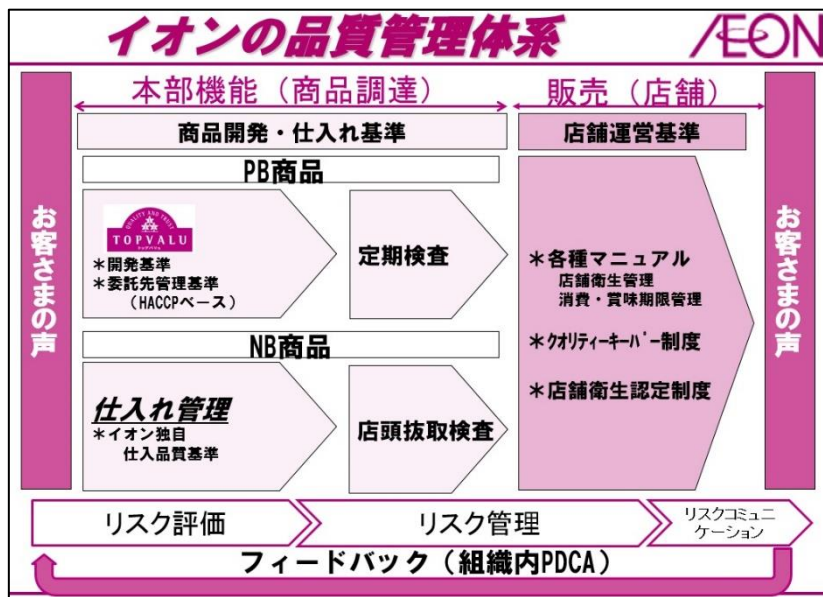 イオンの品質管理体系
ÆON
本部機能（商品調達）
販売（店舗）
商品開発・仕入れ基準
店舗運営基準
お客さまの声
PB商品
QUALITY AND TRUST
TOPVALU
トップバリュ
＊開発基準
＊委託先管理基準
（HACCPベース）
定期検査
NB商品
仕入れ管理
＊イオン独自
仕入品質基準
店頭抜取検査
＊各種マニュアル
店舗衛生管理
消費・賞味期限管理
＊クオリティーキーパー制度
＊店舗衛生認定制度
お客さまの声
リスク評価
リスク管理
リスクコミュニ
ケーション
フィードバック（組織内PDCA）